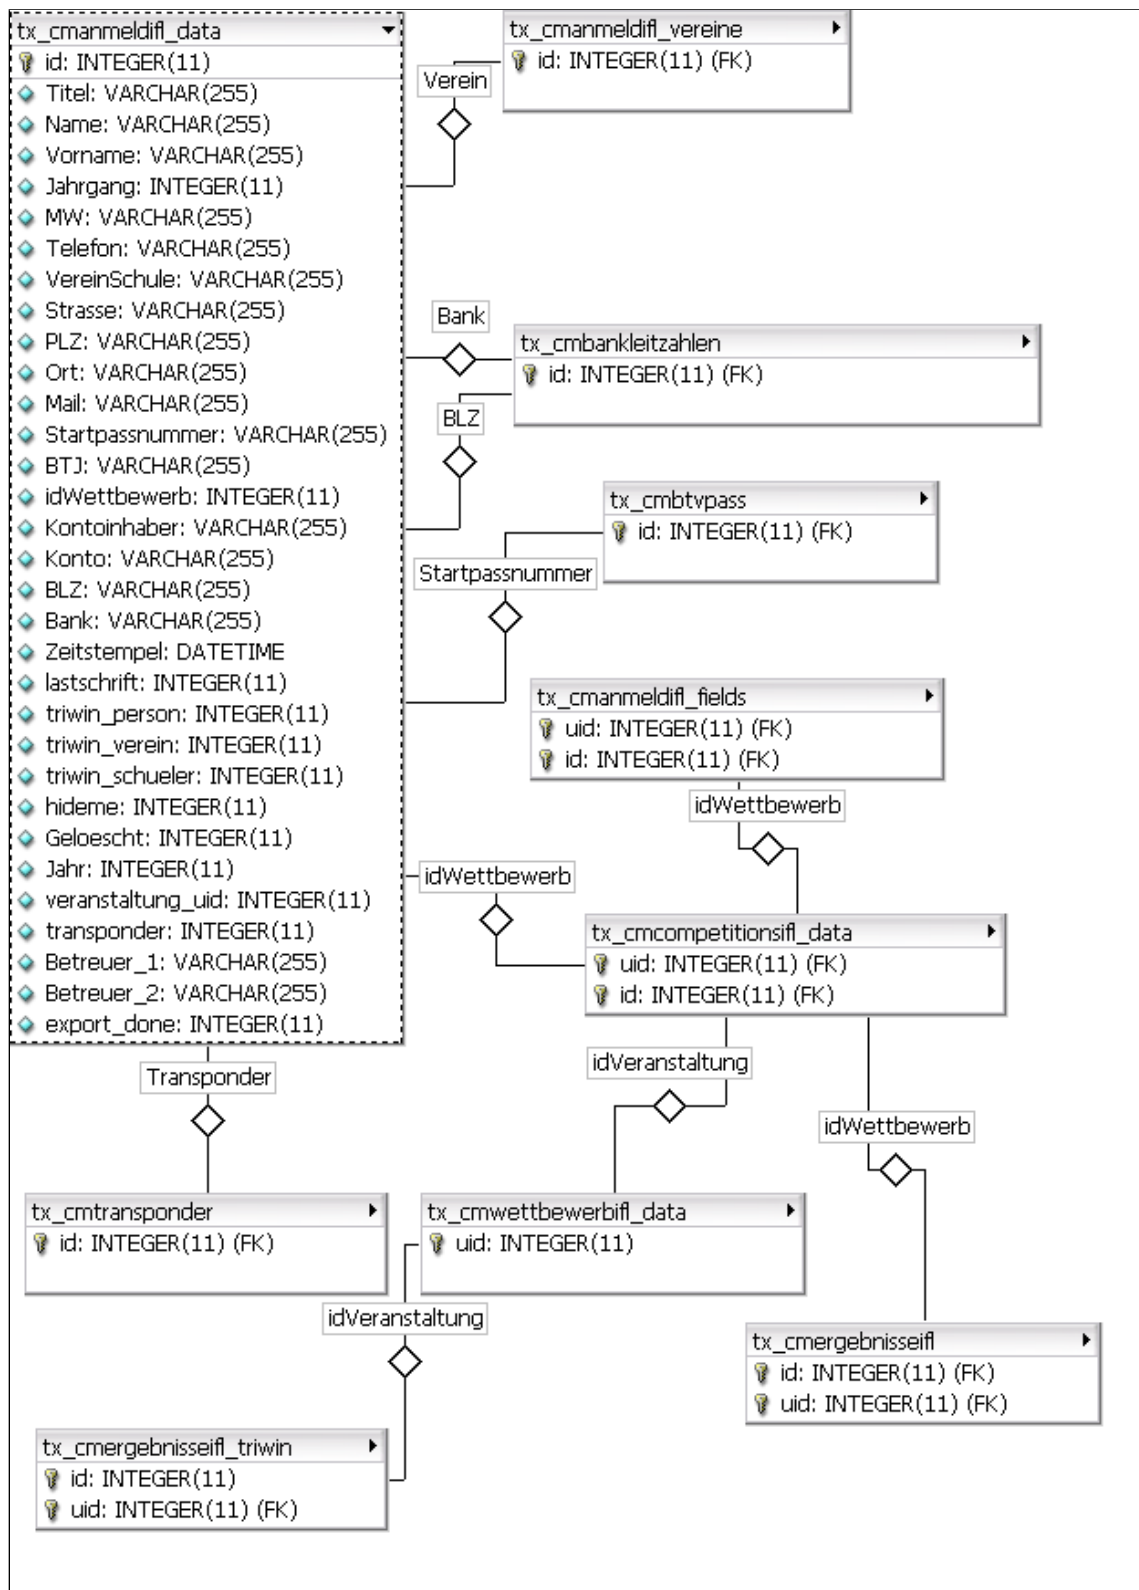 tx_cmanmeldifl_data
id: INTEGER(11)
Titel: VARCHAR(255)
Name: VARCHAR(255)
Vorname: VARCHAR(255)
Jahrgang: INTEGER(11)
MW: VARCHAR(255)
Telefon: VARCHAR(255)
VereinSchule: VARCHAR(255)
Strasse: VARCHAR(255)
PLZ: VARCHAR(255)
Ort: VARCHAR(255)
Mail: VARCHAR(255)
Startpassnummer: VARCHAR(255)
BTJ: VARCHAR(255)
idWettbewerb: INTEGER(11)
Kontoinhaber: VARCHAR(255)
Konto: VARCHAR(255)
BLZ: VARCHAR(255)
Bank: VARCHAR(255)
Zeitstempel: DATETIME
lastschrift: INTEGER(11)
triwin_person: INTEGER(11)
triwin_verein: INTEGER(11)
triwin_schueler: INTEGER(11)
hideme: INTEGER(11)
Geloescht: INTEGER(11)
Jahr: INTEGER(11)
veranstaltung_uid: INTEGER(11)
transponder: INTEGER(11)
Betreuer_1: VARCHAR(255)
Betreuer_2: VARCHAR(255)
export_done: INTEGER(11)
tx_cmanmeldifl_vereine
id: INTEGER(11) (FK)
Verein
Bank
tx_cmbankleitzahlen
id: INTEGER(11) (FK)
BLZ
tx_cmbtvpass
id: INTEGER(11) (FK)
Startpassnummer
tx_cmanmeldifl_fields
uid: INTEGER(11) (FK)
id: INTEGER(11) (FK)
idWettbewerb
idWettbewerb
tx_cmcompetitionsifl_data
uid: INTEGER(11) (FK)
id: INTEGER(11) (FK)
idVeranstaltung
Transponder
idWettbewerb
tx_cmtransponder
id: INTEGER(11) (FK)
tx_cmwettbewerbifl_data
uid: INTEGER(11)
idVeranstaltung
tx_cmergebnisseifl
id: INTEGER(11) (FK)
uid: INTEGER(11) (FK)
tx_cmergebnisseifl_triwin
id: INTEGER(11)
uid: INTEGER(11) (FK)